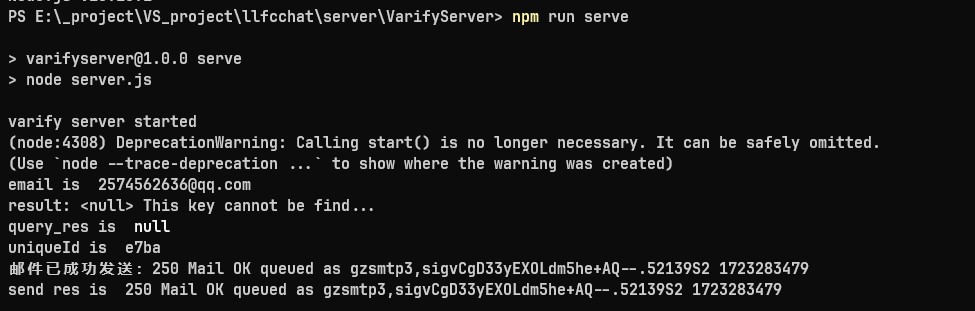 PS E:\_project\VS_project\llfcchat\server\VarifyServer> npm run serve
> varifyserver@1.0.0 serve
> node server.js
varify server started
(node:4308) DeprecationWarning: Calling start() is no longer necessary. It can be safely omitted.
(Use `node --trace-deprecation ...` to show where the warning was created)
email is  2574562636@qq.com
result: <null> This key cannot be find...
query_res is  null
uniqueId is  e7ba
邮件已成功发送: 250 Mail OK queued as gzsmtp3,sigvCgD33yEXOLdm5he+AQ--.52139S2 1723283479
send res is  250 Mail OK queued as gzsmtp3,sigvCgD33yEXOLdm5he+AQ--.52139S2 1723283479